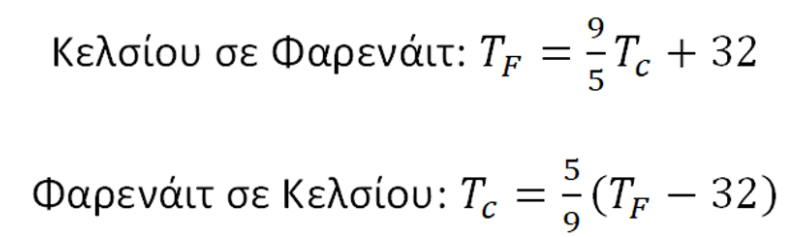 Κελσίου σε Φαρενάιτ: T_F = 9/5 T_c + 32
Φαρενάιτ σε Κελσίου: T_c = 5/9 (T_F − 32)